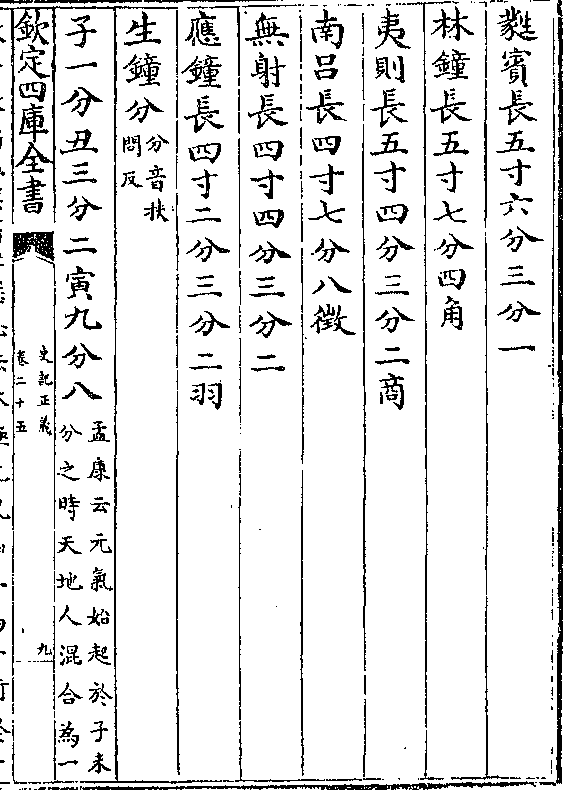 蕤賔長五寸六分三分一
林鐘長五寸七分四角
夷則長五寸四分三分二商
南吕長四寸七分八徵
無射長四寸四分三分二
應鐘長四寸二分三分二羽
生鐘分
分音扶
問反
子一分丑三分二寅九分八
孟康云元氣始起於子未
分之時天地人混合為一
欽定四庫全書
史記正義
卷二十五
九